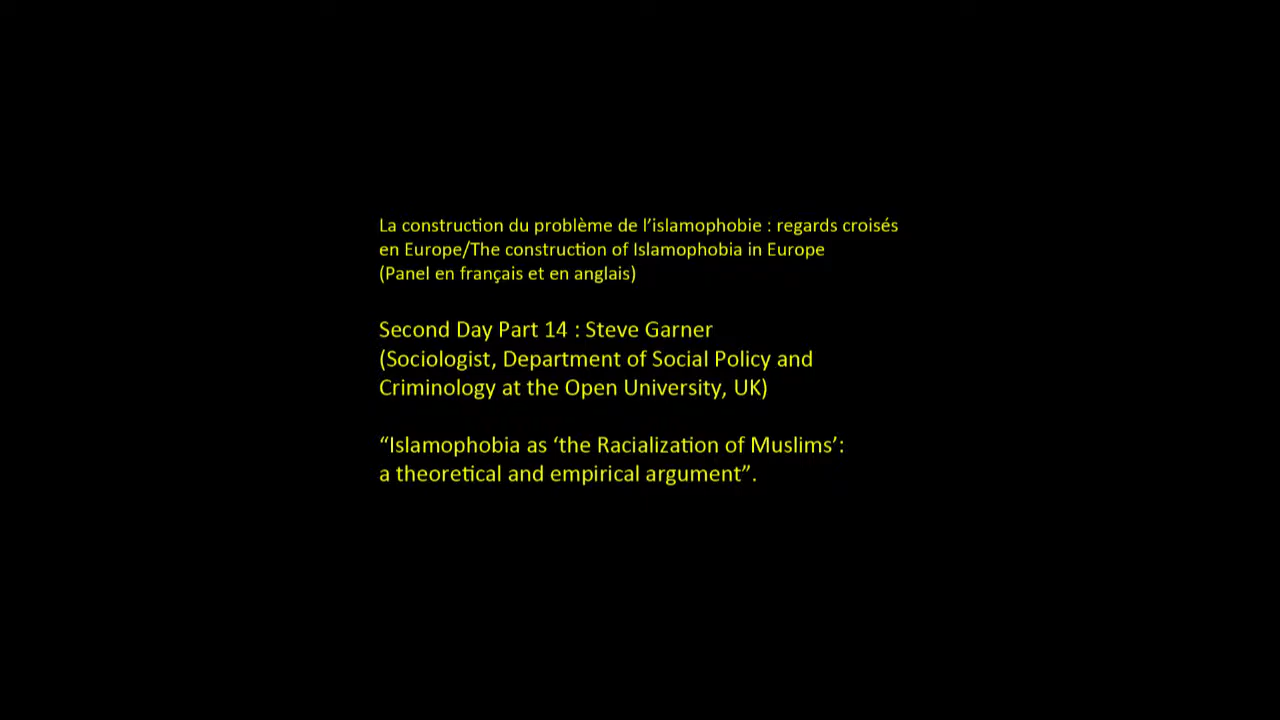 La construction du problème de l’islamophobie : regards croisés
en Europe/The construction of Islamophobia in Europe
(Panel en français et en anglais)
Second Day Part 14 : Steve Garner
(Sociologist, Department of Social Policy and
Criminology at the Open University, UK)
“Islamophobia as ‘the Racialization of Muslims’:
a theoretical and empirical argument”.